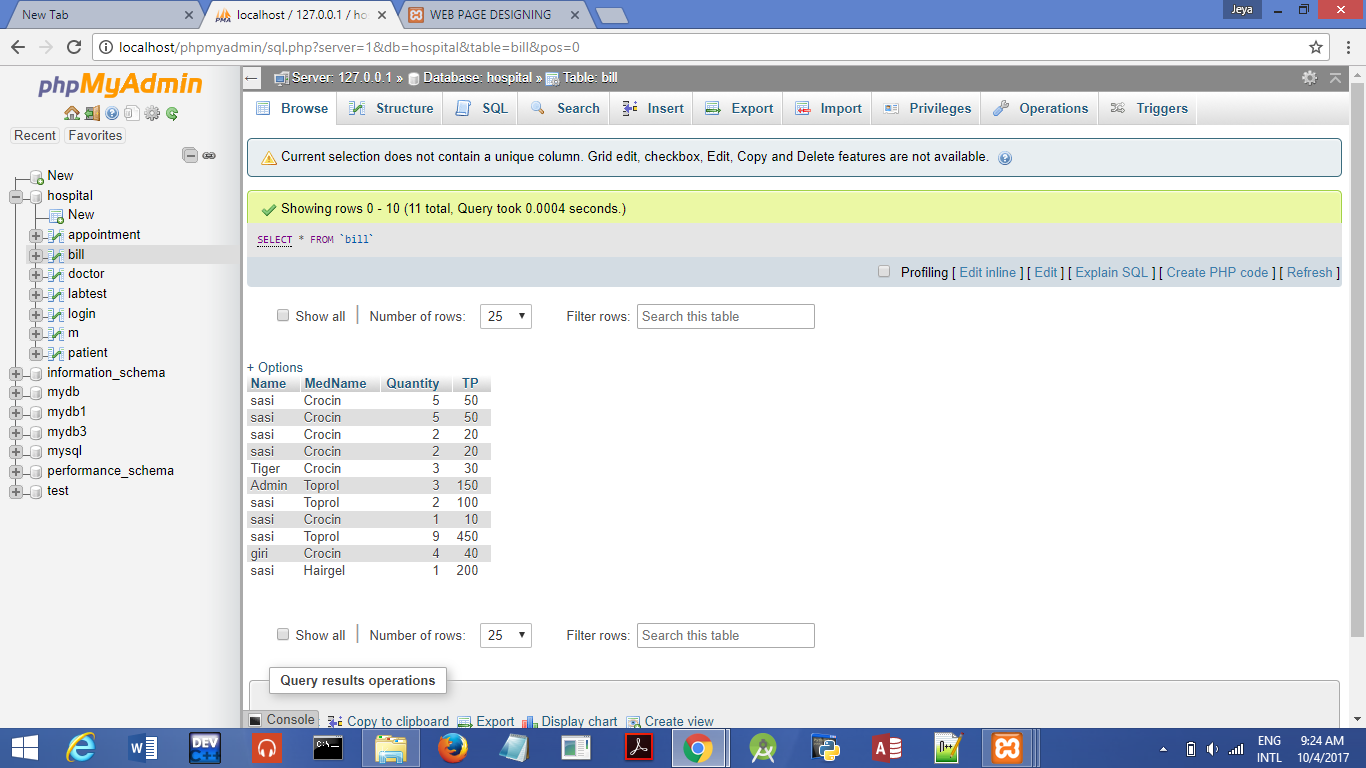 New Tab
localhost / 127.0.0.1 / ho
WEB PAGE DESIGNING
Jeya
localhost/phpmyadmin/sql.php?server=1&db=hospital&table=bill&pos=0
phpMyAdmin
Recent Favorites
New
hospital
New
appointment
bill
doctor
labtest
login
m
patient
information_schema
mydb
mydb1
mydb3
mysql
performance_schema
test
Server: 127.0.0.1 » Database: hospital » Table: bill
Browse Structure SQL Search Insert Export Import Privileges Operations Triggers
Current selection does not contain a unique column. Grid edit, checkbox, Edit, Copy and Delete features are not available.
Showing rows 0 - 10 (11 total, Query took 0.0004 seconds.)
SELECT * FROM `bill`
Profiling [ Edit inline ] [ Edit ] [ Explain SQL ] [ Create PHP code ] [ Refresh ]
Show all | Number of rows: 25 Filter rows: Search this table
+ Options
Name MedName Quantity TP
sasi Crocin 5 50
sasi Crocin 5 50
sasi Crocin 2 20
sasi Crocin 2 20
Tiger Crocin 3 30
Admin Toprol 3 150
sasi Toprol 2 100
sasi Crocin 1 10
sasi Toprol 9 450
giri Crocin 4 40
sasi Hairgel 1 200
Show all | Number of rows: 25 Filter rows: Search this table
Query results operations
Console Copy to clipboard Export Display chart Create view
ENG 9:24 AM
INTL 10/4/2017